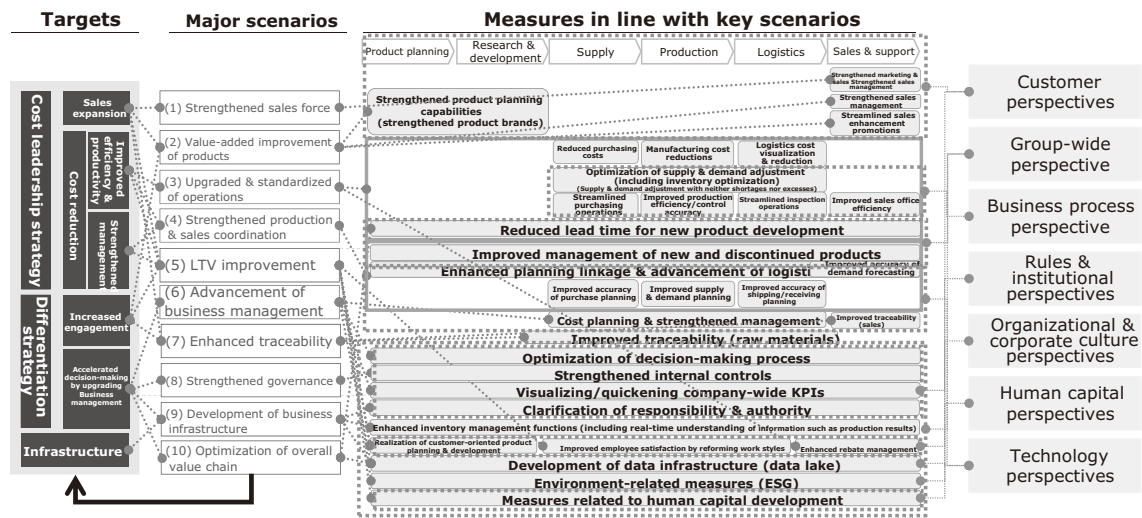 Targets
Major scenarios
Measures in line with key scenarios
Product planning
Research &
development
Supply
Production
Logistics
Sales & support
Cost leadership strategy
Sales
expansion
Cost reduction
Improved
efficiency &
productivity
Strengthened
management
Differentiation
strategy
Increased
engagement
Accelerated
decision-making
by upgrading
Business
management
Infrastructure
(1) Strengthened sales force
(2) Value-added improvement
of products
(3) Upgraded & standardized
of operations
(4) Strengthened production
& sales coordination
(5) LTV improvement
(6) Advancement of
business management
(7) Enhanced traceability
(8) Strengthened governance
(9) Development of business
infrastructure
(10) Optimization of overall
value chain
Strengthened product planning
capabilities
(strengthened product brands)
Strengthened marketing &
sales Strengthened sales
management
Strengthened sales
management
Streamlined sales
enhancement
promotions
Reduced purchasing
costs
Manufacturing cost
reductions
Logistics cost
visualization
& reduction
Optimization of supply & demand adjustment
(including inventory optimization)
(Supply & demand adjustment with neither shortages nor excesses)
Streamlined
purchasing
operations
Improved production
efficiency/control
accuracy
Streamlined inspection
operations
Improved sales office
efficiency
Reduced lead time for new product development
Improved management of new and discontinued products
Improved accuracy of
demand forecasting
Enhanced planning linkage & advancement of logisti
Improved accuracy
of purchase planning
Improved supply
& demand planning
Improved accuracy of
shipping/receiving
planning
Cost planning & strengthened management
Improved traceability
(sales)
Improved traceability (raw materials)
Optimization of decision-making process
Strengthened internal controls
Visualizing/quickening company-wide KPIs
Clarification of responsibility & authority
Enhanced inventory management functions (including real-time understanding of information such as production results)
Realization of customer-oriented product
planning & development
Improved employee satisfaction by reforming work styles
Enhanced rebate management
Development of data infrastructure (data lake)
Environment-related measures (ESG)
Measures related to human capital development
Customer
perspectives
Group-wide
perspective
Business process
perspective
Rules &
institutional
perspectives
Organizational &
corporate culture
perspectives
Human capital
perspectives
Technology
perspectives